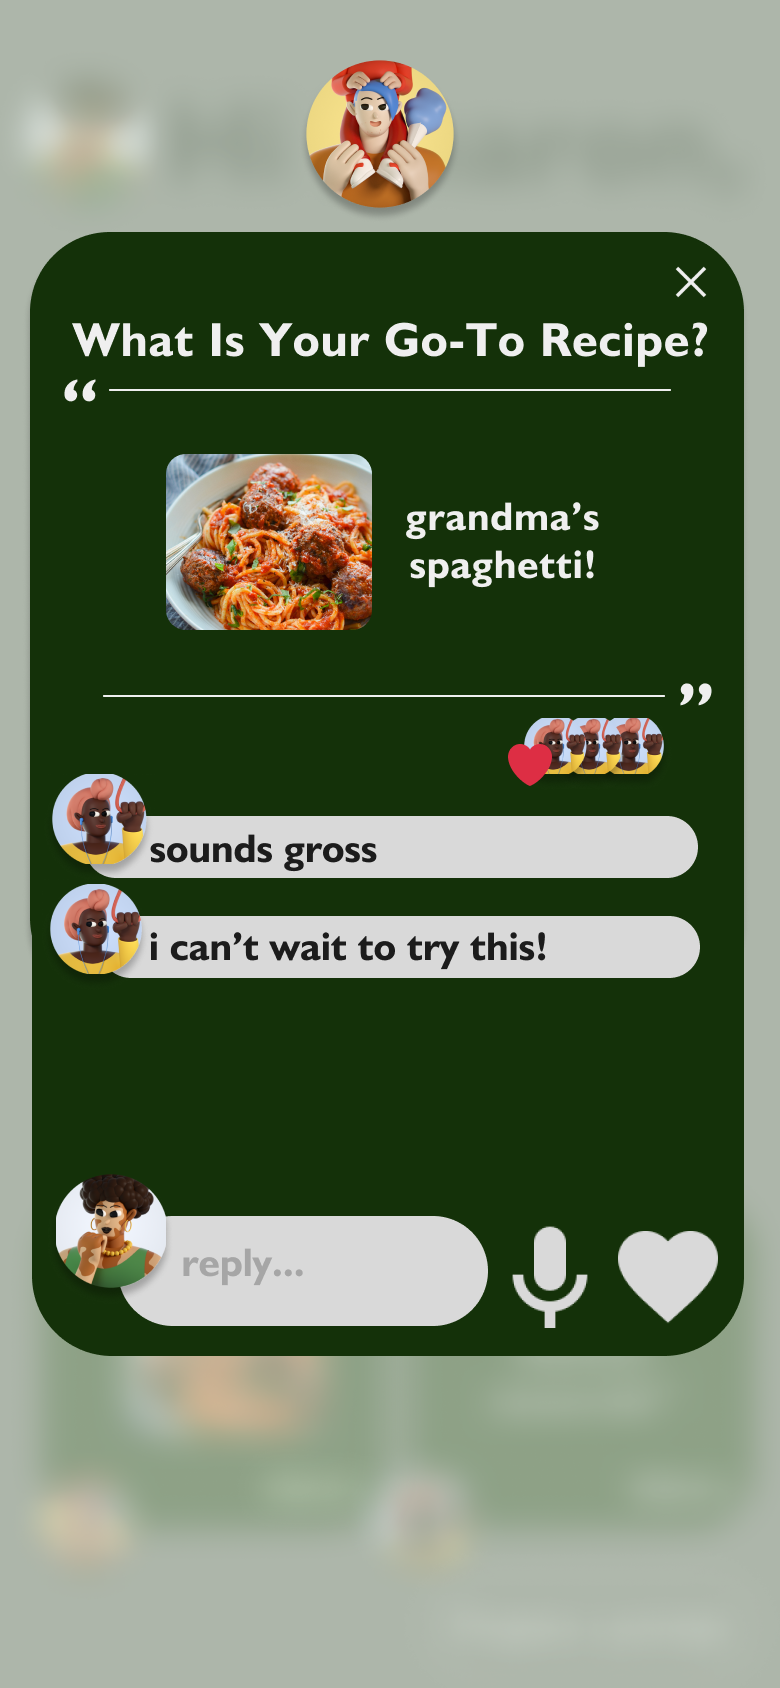 What Is Your Go-To Recipe?
“
grandma’s
spaghetti!
”
sounds gross
i can’t wait to try this!
reply...